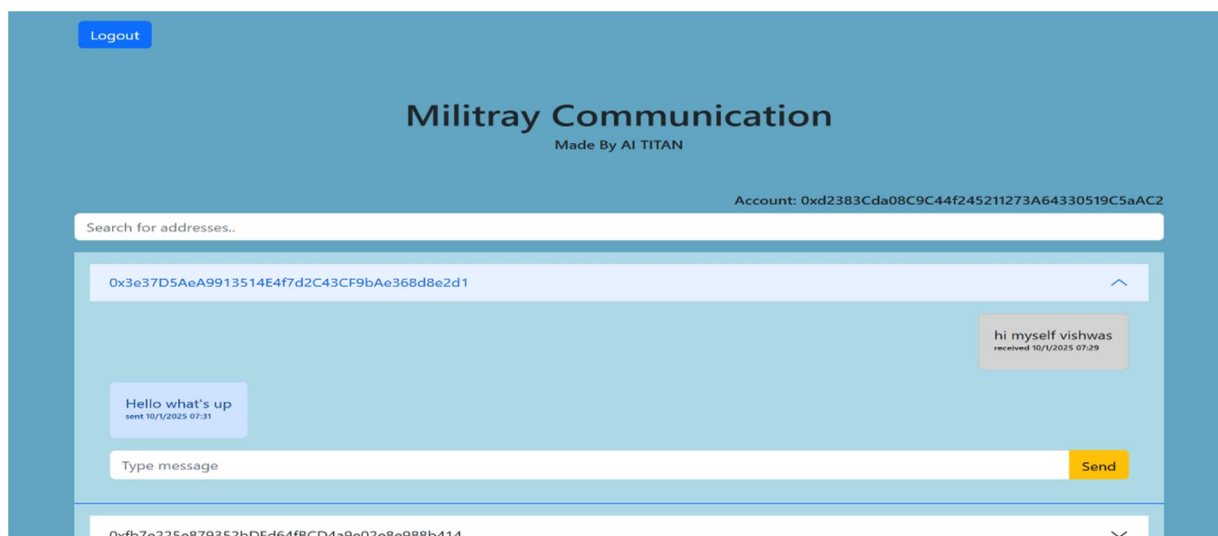 Logout
Militray Communication
Made By AI TITAN
Account: 0xd2383Cda08C9C44f245211273A64330519C5aAC2
Search for addresses..
0x3e37D5AeA9913514E4f7d2C43CF9bAe368d8e2d1
hi myself vishwas
received 10/1/2025 07:29
Hello what's up
sent 10/1/2025 07:31
Type message
Send